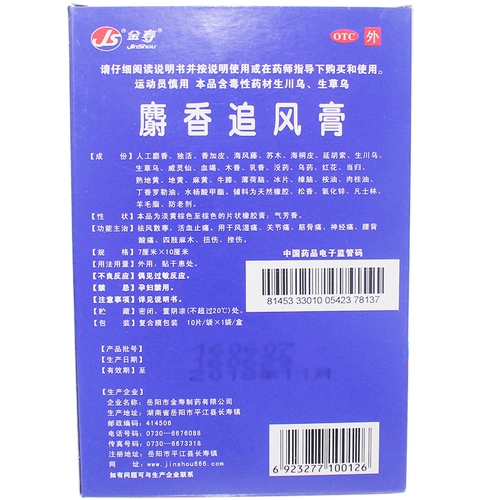 JS 金寿 JinShou
OTC 外
请仔细阅读说明书并按说明使用或在药师指导下购买和使用。
运动员慎用 本品含毒性药材生川乌、生草乌
麝香追风膏
【成 份】人工麝香、独活、香加皮、海风藤、苏木、海桐皮、延胡索、生川乌、
生草乌、威灵仙、血竭、木香、乳香、没药、乌药、红花、当归、
熟地黄、地黄、麻黄、牛膝、薄荷脑、冰片、樟脑、桉油、肉桂油、
丁香罗勒油、水杨酸甲酯。辅料为天然橡胶、松香、氧化锌、凡士林、
羊毛脂、防老剂。
【性 状】本品为淡黄棕色至棕色的片状橡胶膏；气芳香。
【功能主治】祛风散寒，活血止痛。用于风湿痛、关节痛、筋骨痛、神经痛、腰背
酸痛、四肢麻木、扭伤、挫伤。
【规 格】7厘米×10厘米
【用法用量】外用，贴于患处。
【不良反应】偶见过敏反应。
【禁 忌】孕妇禁用。
【注意事项】详见说明书。
【贮 藏】密闭，置阴凉(不超过20℃)处。
【包 装】复合膜包装 10片/袋×1袋/盒
中国药品电子监管码
81453 33010 05423 78137
【产品批号】
【生产日期】
【有效期】至
【生产企业】
企业名称：岳阳市金寿制药有限公司
生产地址：湖南省岳阳市平江县长寿镇
邮政编码：414506
电话号码：0730-6676088
传真号码：0730-6673318
注册地址：岳阳市平江县长寿镇
网 址：www.jinshou666.com
如有问题可与生产企业联系
6 923277 100126